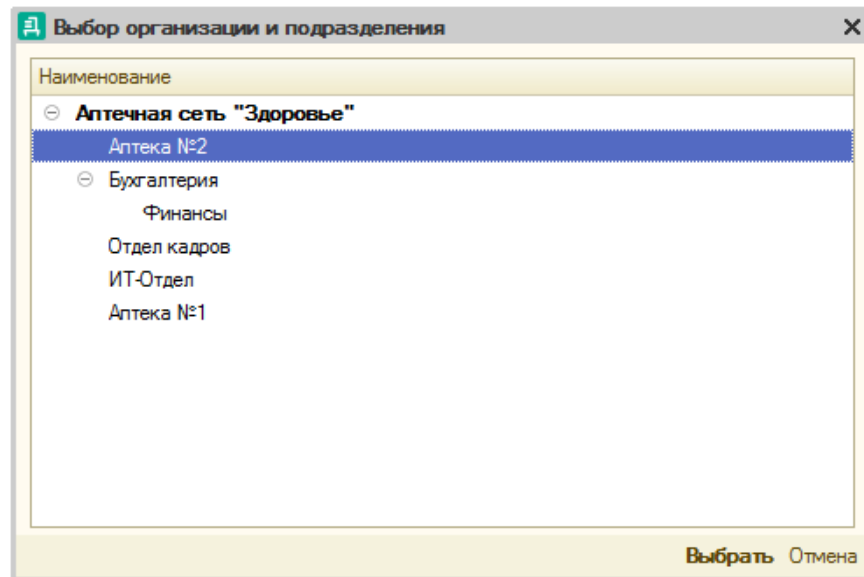 Выбор организации и подразделения
Наименование
Аптечная сеть "Здоровье"
Аптека №2
Бухгалтерия
Финансы
Отдел кадров
ИТ-Отдел
Аптека №1
Выбрать Отмена